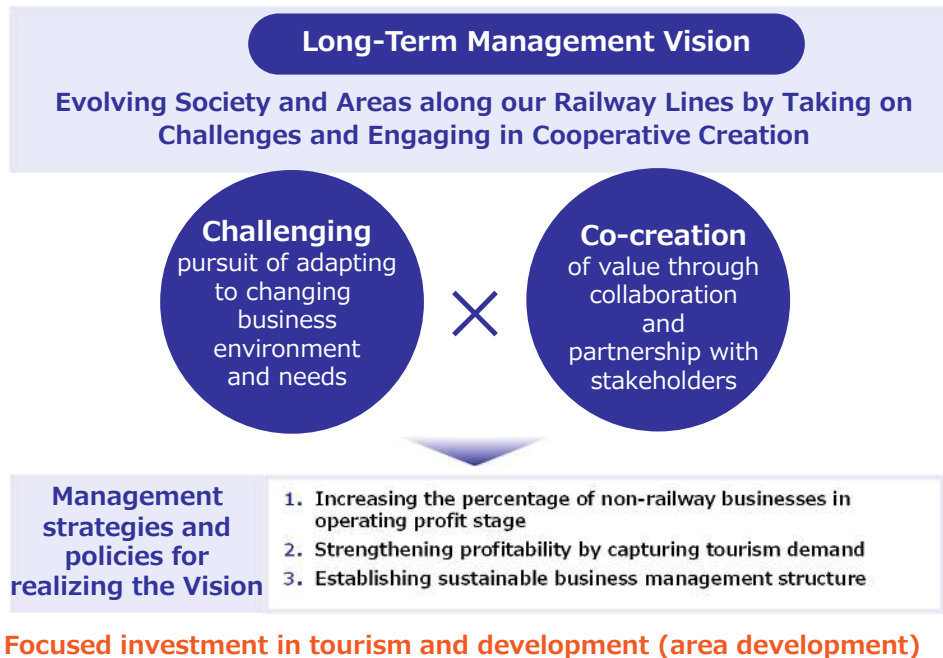 Long-Term Management Vision
Evolving Society and Areas along our Railway Lines by Taking on
Challenges and Engaging in Cooperative Creation
Challenging
pursuit of adapting
to changing
business
environment
and needs
×
Co-creation
of value through
collaboration
and
partnership with
stakeholders
Management
strategies and
policies for
realizing the Vision
1. Increasing the percentage of non-railway businesses in
operating profit stage
2. Strengthening profitability by capturing tourism demand
3. Establishing sustainable business management structure
Focused investment in tourism and development (area development)